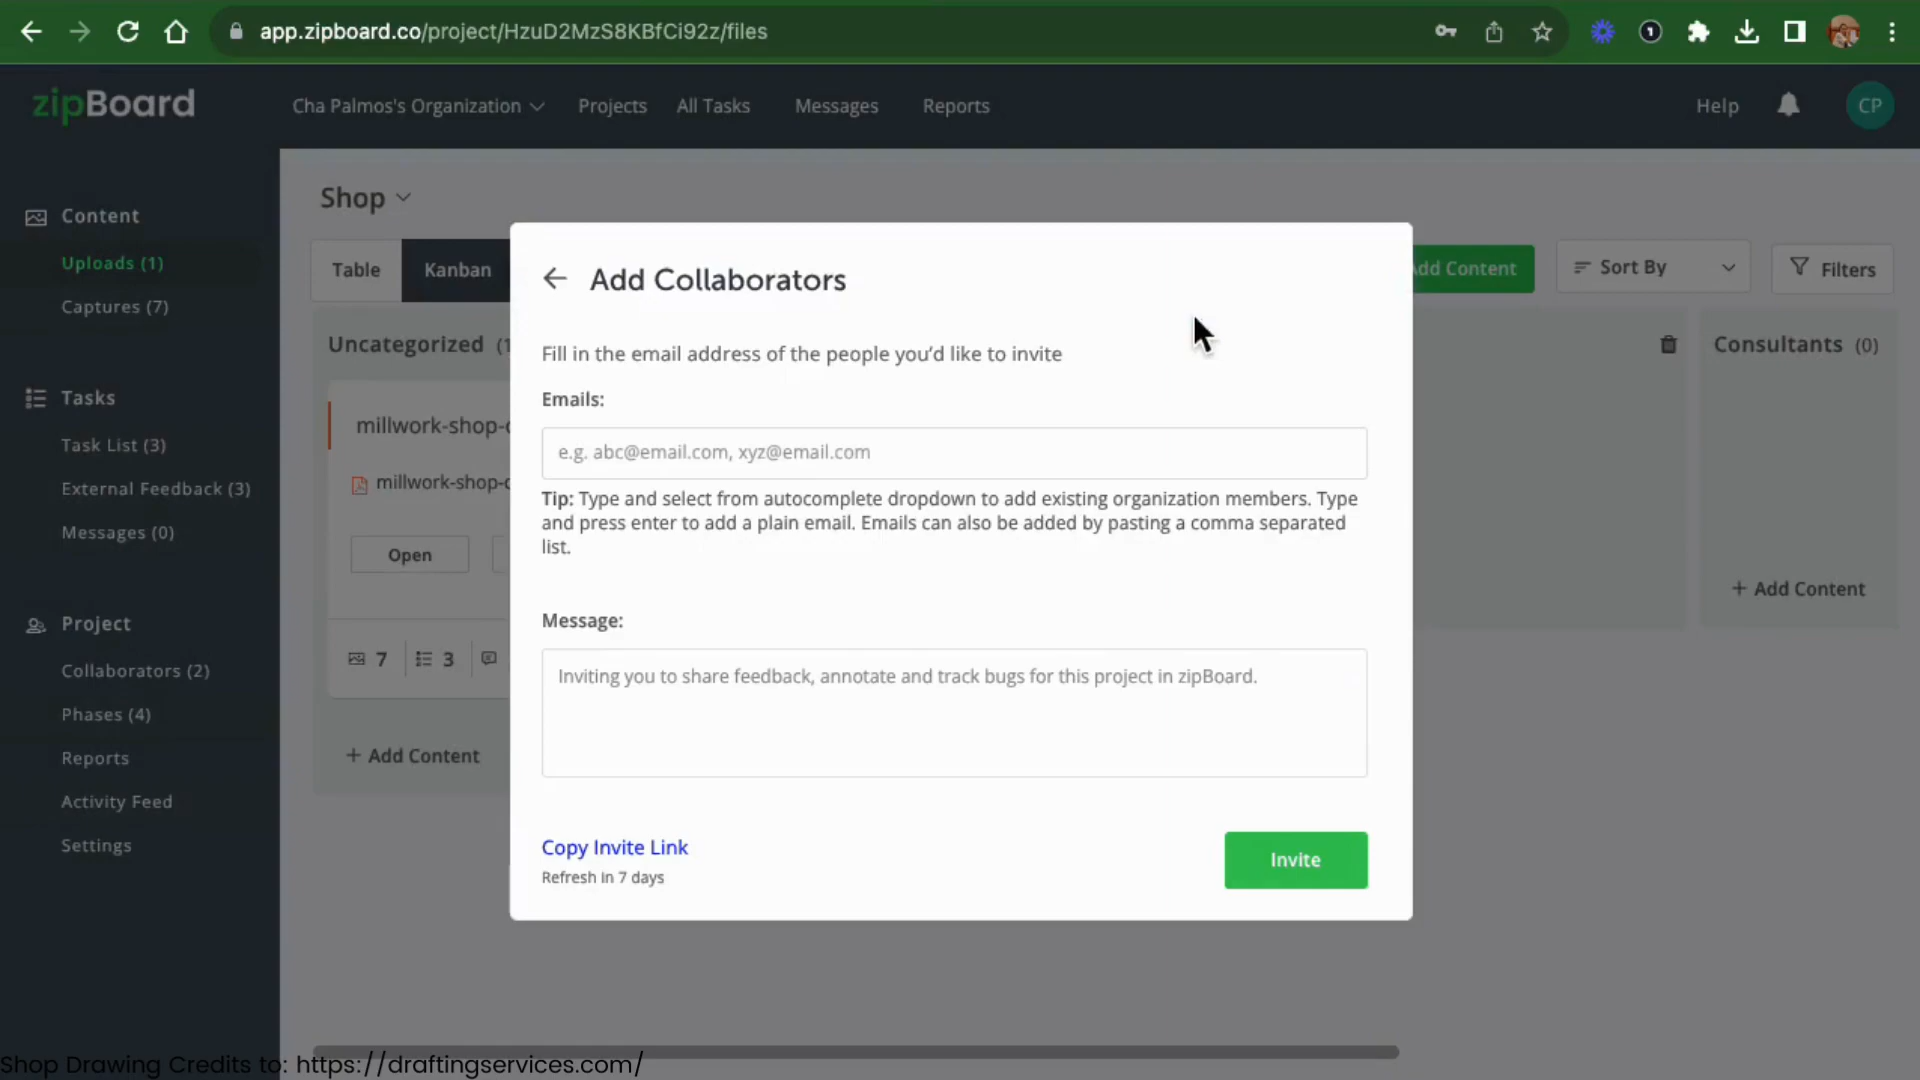 app.zipboard.co/project/HzuD2MzS8KBfCi92z/files
zipBoard
Cha Palmos's Organization
Projects
All Tasks
Messages
Reports
Help
CP
Content
Uploads (1)
Captures (7)
Tasks
Task List (3)
External Feedback (3)
Messages (0)
Project
Collaborators (2)
Phases (4)
Reports
Activity Feed
Settings
Shop
Table
Kanban
Add Content
Sort By
Filters
Uncategorized (1
millwork-shop-
millwork-shop-
Open
7
3
+ Add Content
Consultants (0)
+ Add Content
Add Collaborators
Fill in the email address of the people you’d like to invite
Emails:
e.g. abc@email.com, xyz@email.com
Tip: Type and select from autocomplete dropdown to add existing organization members. Type
and press enter to add a plain email. Emails can also be added by pasting a comma separated
list.
Message:
Inviting you to share feedback, annotate and track bugs for this project in zipBoard.
Copy Invite Link
Refresh in 7 days
Invite
Shop Drawing Credits to: https://draftingservices.com/